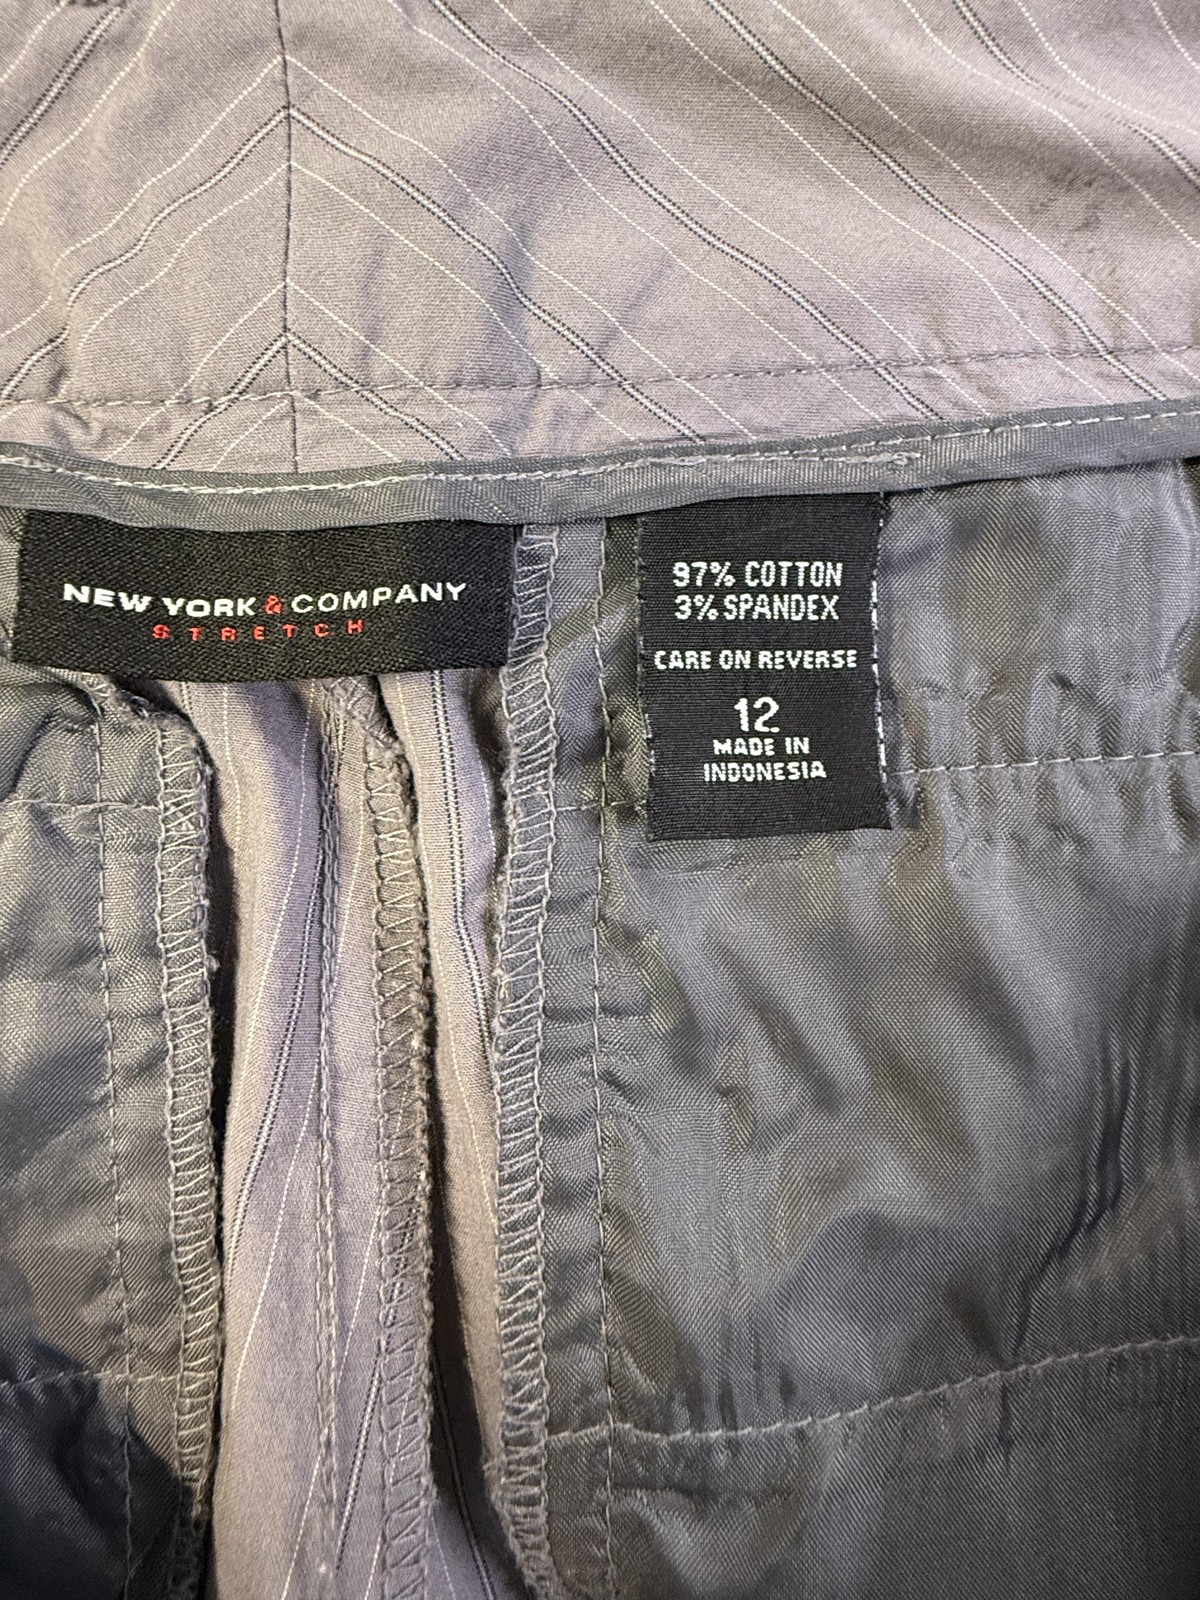 NEW YORK & COMPANY
STRETCH
97% COTTON
3% SPANDEX
CARE ON REVERSE
12
MADE IN
INDONESIA